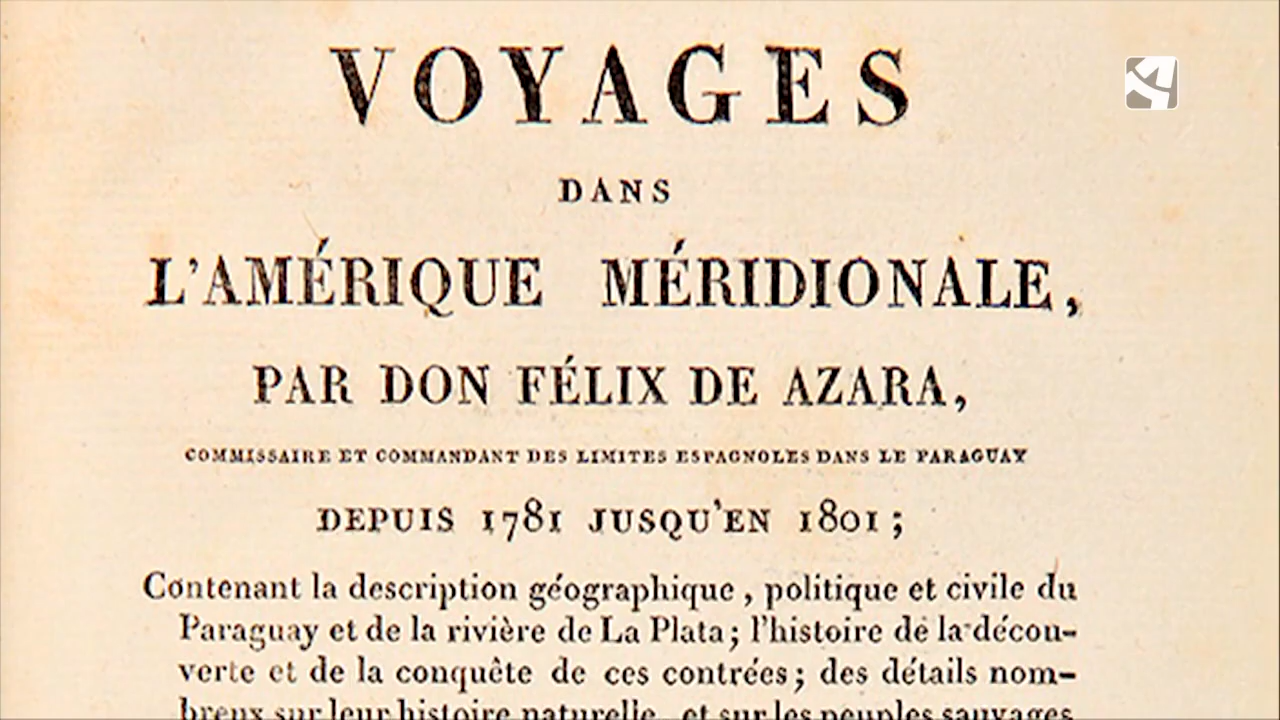 VOYAGES
DANS
L'AMÉRIQUE MÉRIDIONALE,
PAR DON FÉLIX DE AZARA,
COMMISSAIRE ET COMMANDANT DES LIMITES ESPAGNOLES DANS LE PARAGUAY
DEPUIS 1781 JUSQU'EN 1801 ;
Contenant la description géographique , politique et civile du
Paraguay et de la rivière de La Plata ; l'histoire de la décou-
verte et de la conquête de ces contrées ; des détails nom-
breux sur leur histoire naturelle, et sur les peuples sauvages